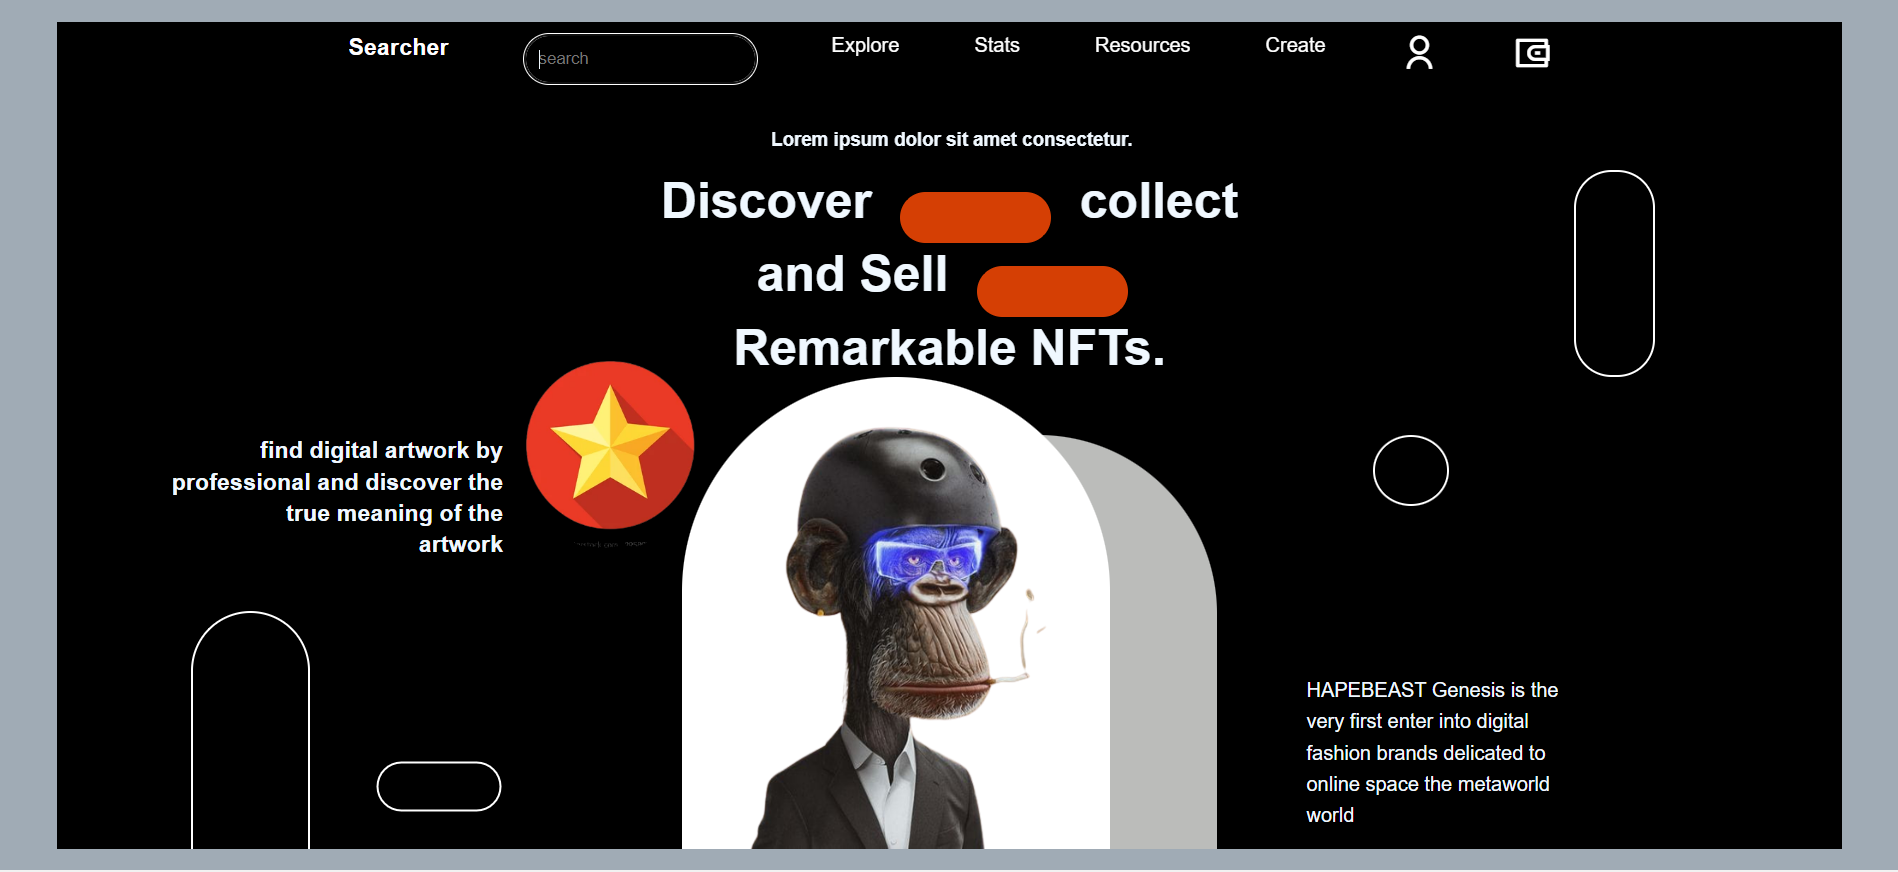 Searcher
search
Explore
Stats
Resources
Create
Lorem ipsum dolor sit amet consectetur.
Discover collect
and Sell
Remarkable NFTs.
find digital artwork by
professional and discover the
true meaning of the
artwork
HAPEBEAST Genesis is the
very first enter into digital
fashion brands delicated to
online space the metaworld
world